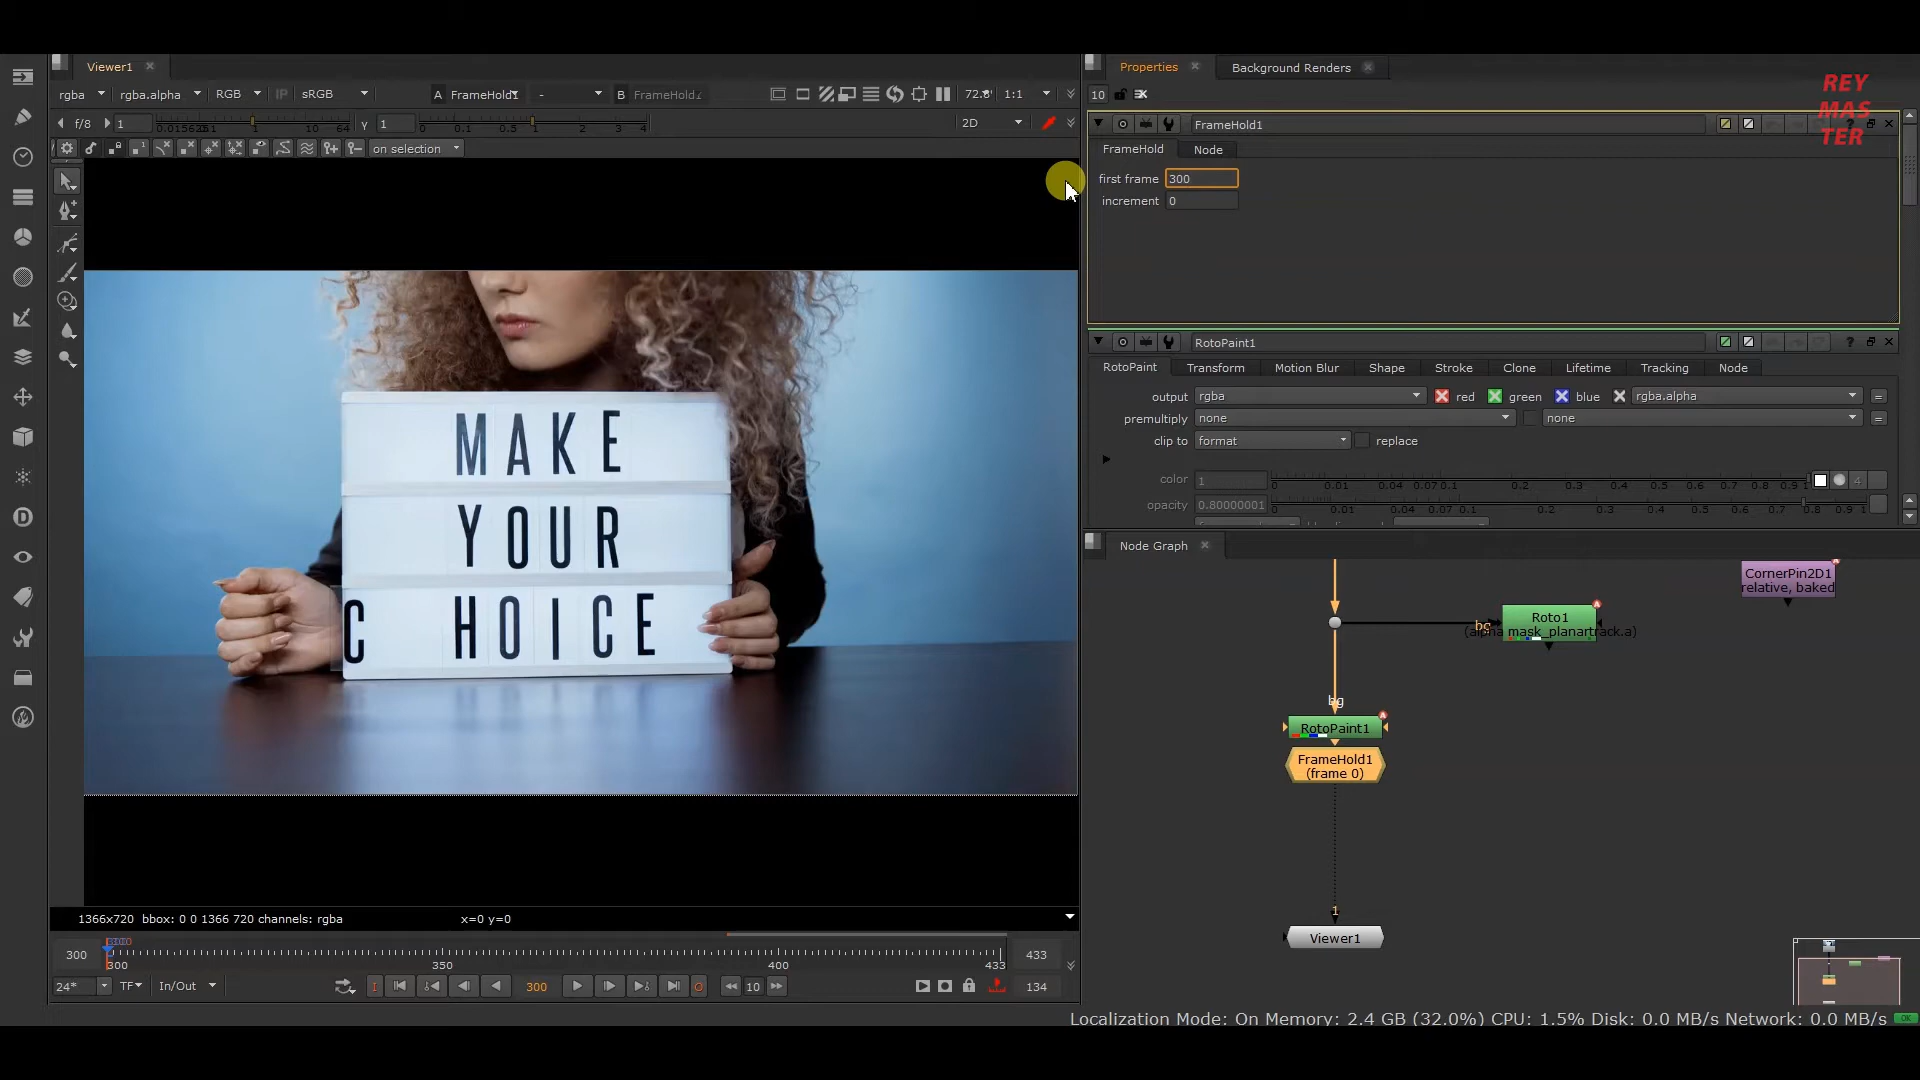 Viewer1
Properties
Background Renders
REY
MAS
TER
rgba
rgba.alpha
RGB
IP
sRGB
A FrameHold1
-
B
1:1
10
f/8
1
10
64
γ
1
0
0.1
0.5
1
2
3
4
2D
FrameHold1
on selection
FrameHold
Node
first frame
300
increment
0
RotoPaint1
RotoPaint
Transform
Motion Blur
Shape
Stroke
Clone
Lifetime
Tracking
Node
output
rgba
red
green
blue
rgba.alpha
=
premultiply
none
none
=
clip to
format
replace
color
1
0
0.01
0.04
0.07 0.1
0.2
0.3
0.4
0.5
0.6
0.7
0.8
0.9
1
4
opacity
0.80000001
0
0.01
0.04
0.07 0.1
0.2
0.3
0.4
0.5
0.6
0.7
0.8
0.9
1
MAKE
YOUR
C HOICE
Node Graph
CornerPin2D1
relative, baked
bg
Roto1
(alpha mask_planartrack.a)
bg
RotoPaint1
FrameHold1
(frame 0)
1
Viewer1
1366x720 bbox: 0 0 1366 720 channels: rgba
x=0 y=0
300
300
350
400
433
433
24*
TF
In/Out
I
300
O
10
134
Localization Mode: On Memory: 2.4 GB (32.0%) CPU: 1.5% Disk: 0.0 MB/s Network: 0.0 MB/s
OK